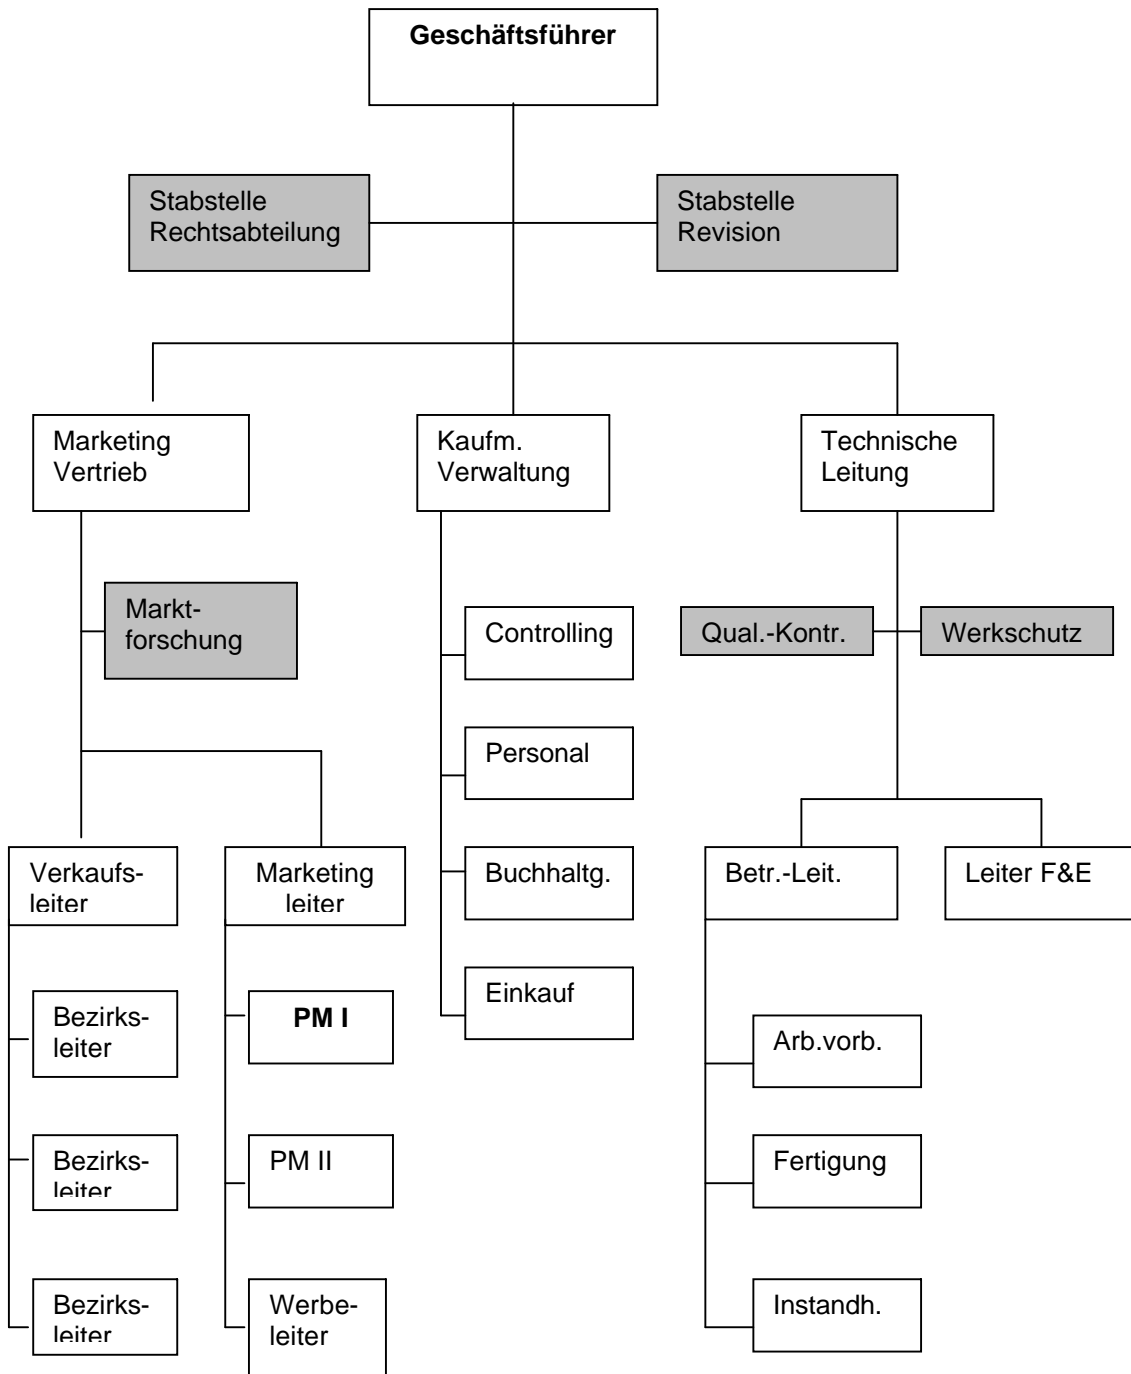 Geschäftsführer
Stabstelle
Rechtsabteilung
Stabstelle
Revision
Marketing
Vertrieb
Kaufm.
Verwaltung
Technische
Leitung
Markt-
forschung
Controlling
Qual.-Kontr.
Werkschutz
Personal
Verkaufs-
leiter
Marketing
leiter
Buchhaltg.
Betr.-Leit.
Leiter F&E
Einkauf
Bezirks-
leiter
PM I
Arb.vorb.
Bezirks-
leiter
PM II
Fertigung
Bezirks-
leiter
Werbe-
leiter
Instandh.